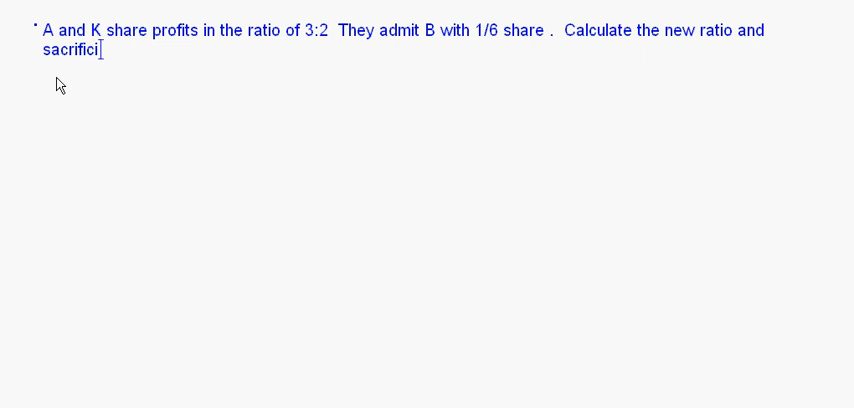 • A and K share profits in the ratio of 3:2 They admit B with 1/6 share . Calculate the new ratio and
sacrifici